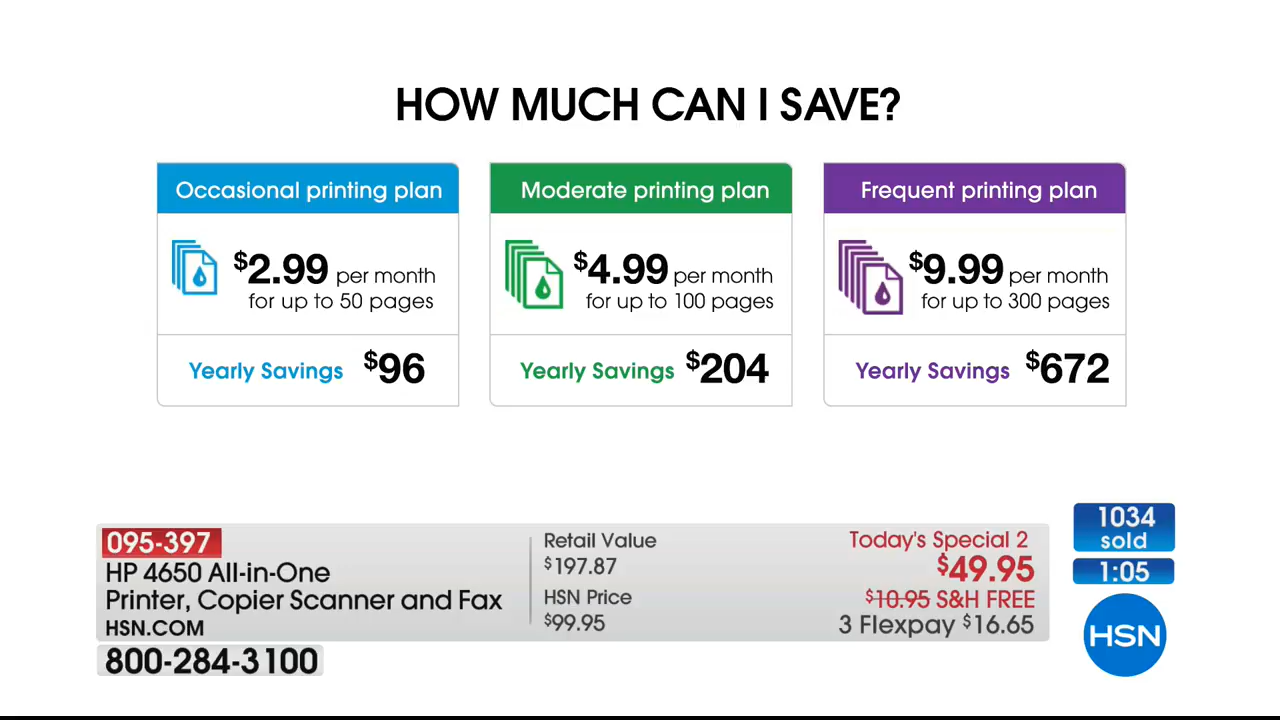 HOW MUCH CAN I SAVE?
Occasional printing plan
$2.99 per month
for up to 50 pages
Yearly Savings $96
Moderate printing plan
$4.99 per month
for up to 100 pages
Yearly Savings $204
Frequent printing plan
$9.99 per month
for up to 300 pages
Yearly Savings $672
095-397
HP 4650 All-in-One
Printer, Copier Scanner and Fax
HSN.COM
800-284-3100
Retail Value
$197.87
HSN Price
$99.95
Today's Special 2
$49.95
$10.95 S&H FREE
3 Flexpay $16.65
1034
sold
1:05
HSN